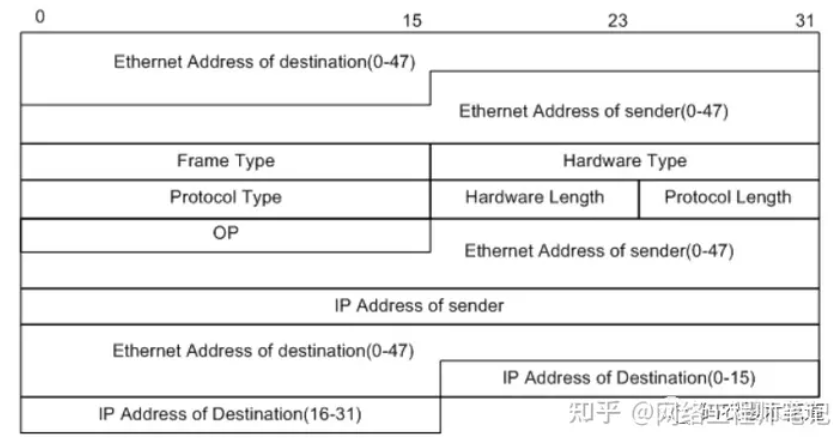 0 15 23 31
Ethernet Address of destination(0-47)
Ethernet Address of sender(0-47)
Frame Type Hardware Type
Protocol Type Hardware Length Protocol Length
OP
Ethernet Address of sender(0-47)
IP Address of sender
Ethernet Address of destination(0-47)
IP Address of Destination(0-15)
IP Address of Destination(16-31)
知乎 @网络工程师笔记